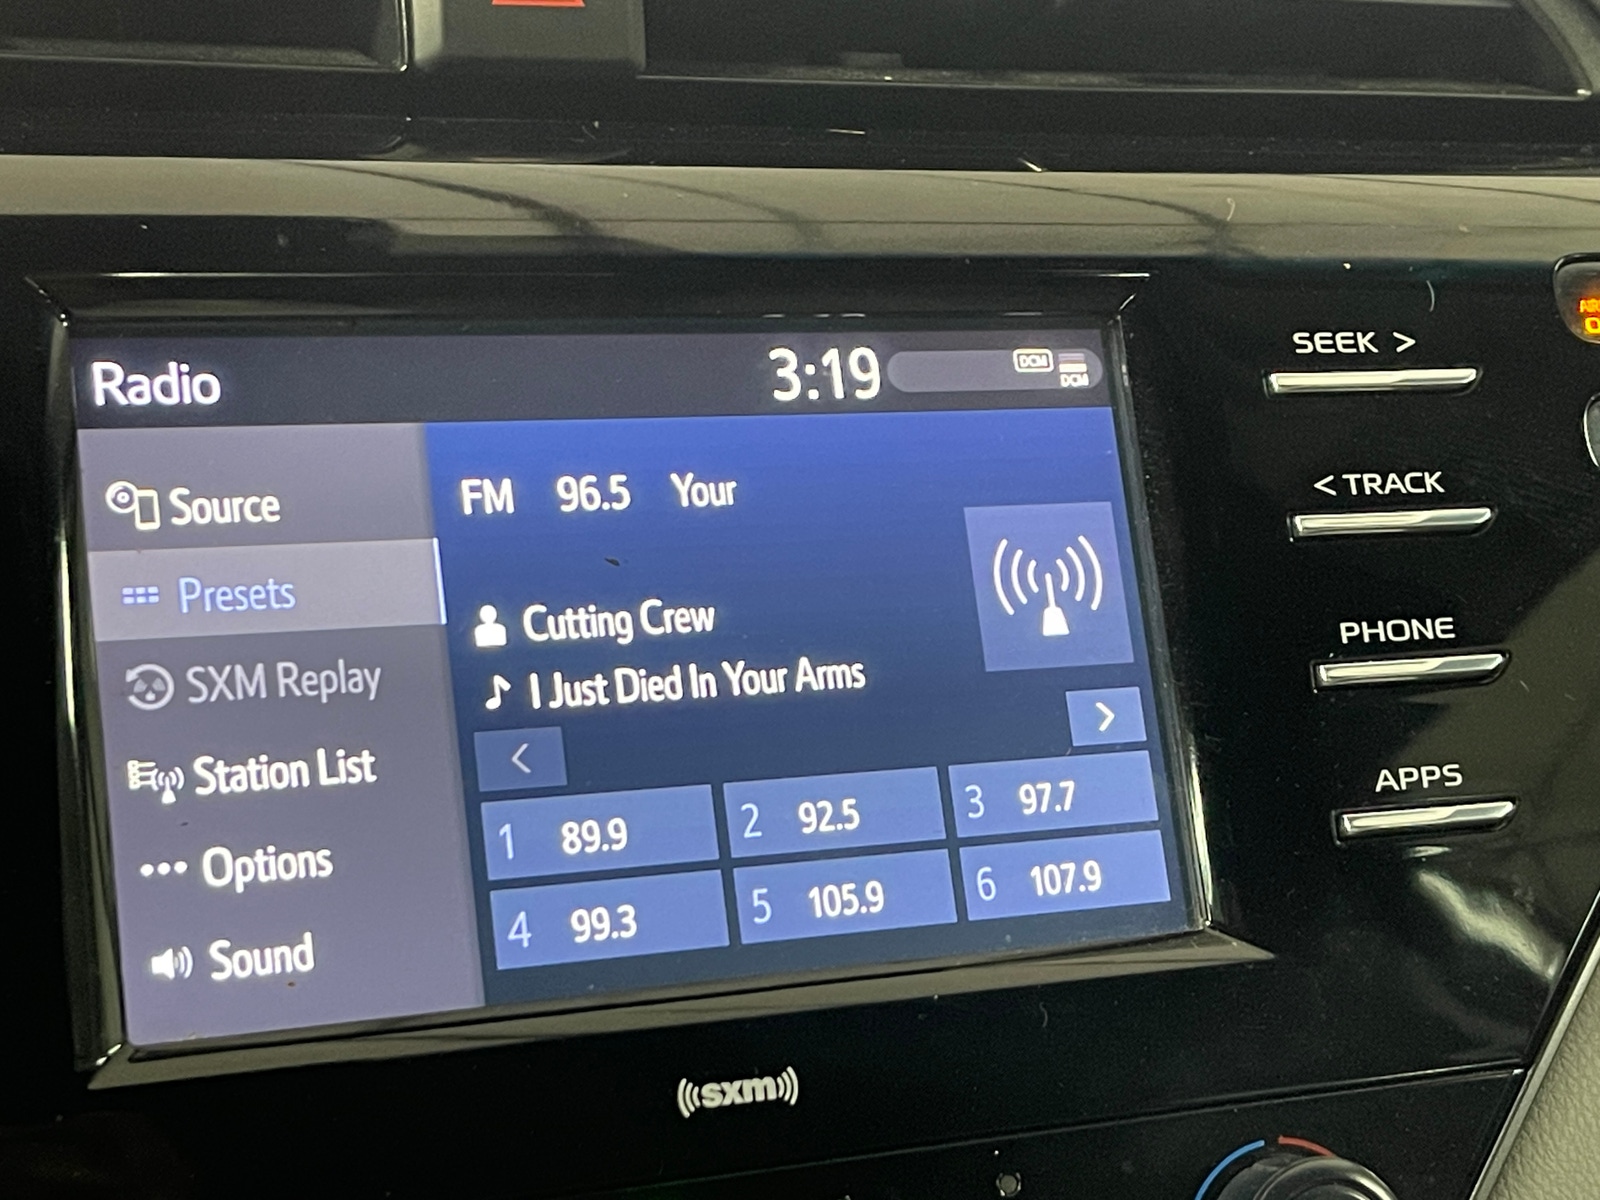 Radio
3:19
DCM
DCM
Source
Presets
SXM Replay
Station List
Options
Sound
FM 96.5 Your
Cutting Crew
I Just Died In Your Arms
<
>
1 89.9
2 92.5
3 97.7
4 99.3
5 105.9
6 107.9
SEEK >
< TRACK
PHONE
APPS
sxm